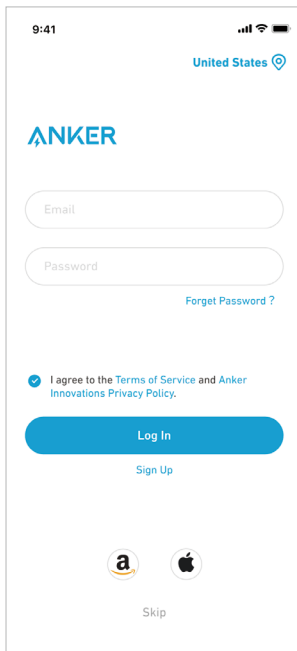 9:41
United States
ANKER
Email
Password
Forget Password ?
I agree to the Terms of Service and Anker
Innovations Privacy Policy.
Log In
Sign Up
a
Skip